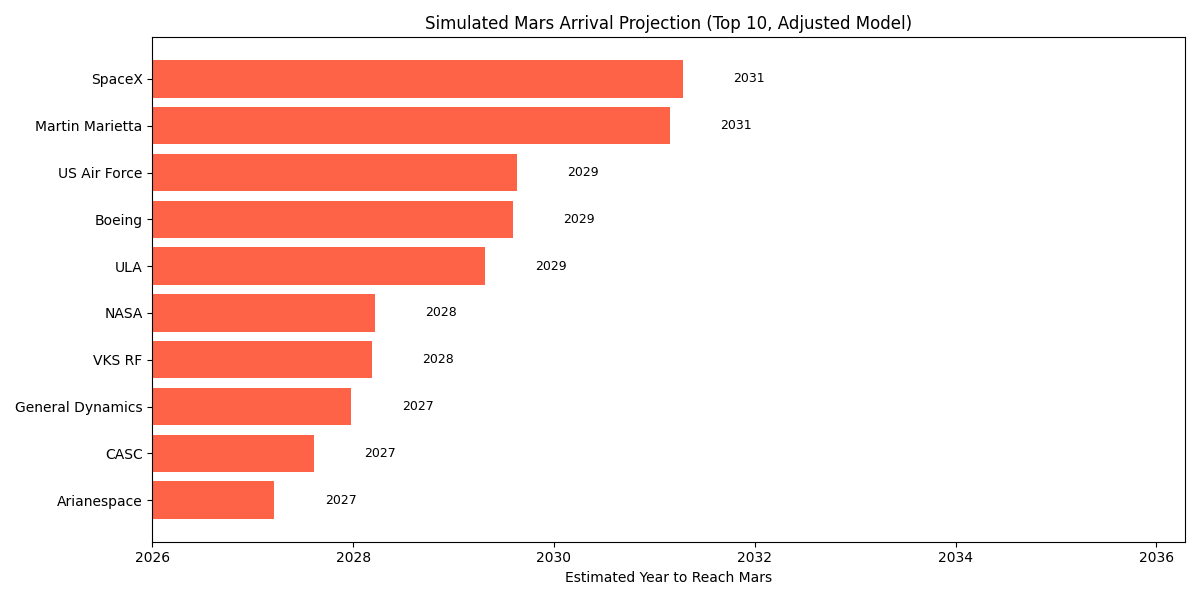 Simulated Mars Arrival Projection (Top 10, Adjusted Model)
SpaceX 2031
Martin Marietta 2031
US Air Force 2029
Boeing 2029
ULA 2029
NASA 2028
VKS RF 2028
General Dynamics 2027
CASC 2027
Arianespace 2027
2026 2028 2030 2032 2034 2036
Estimated Year to Reach Mars